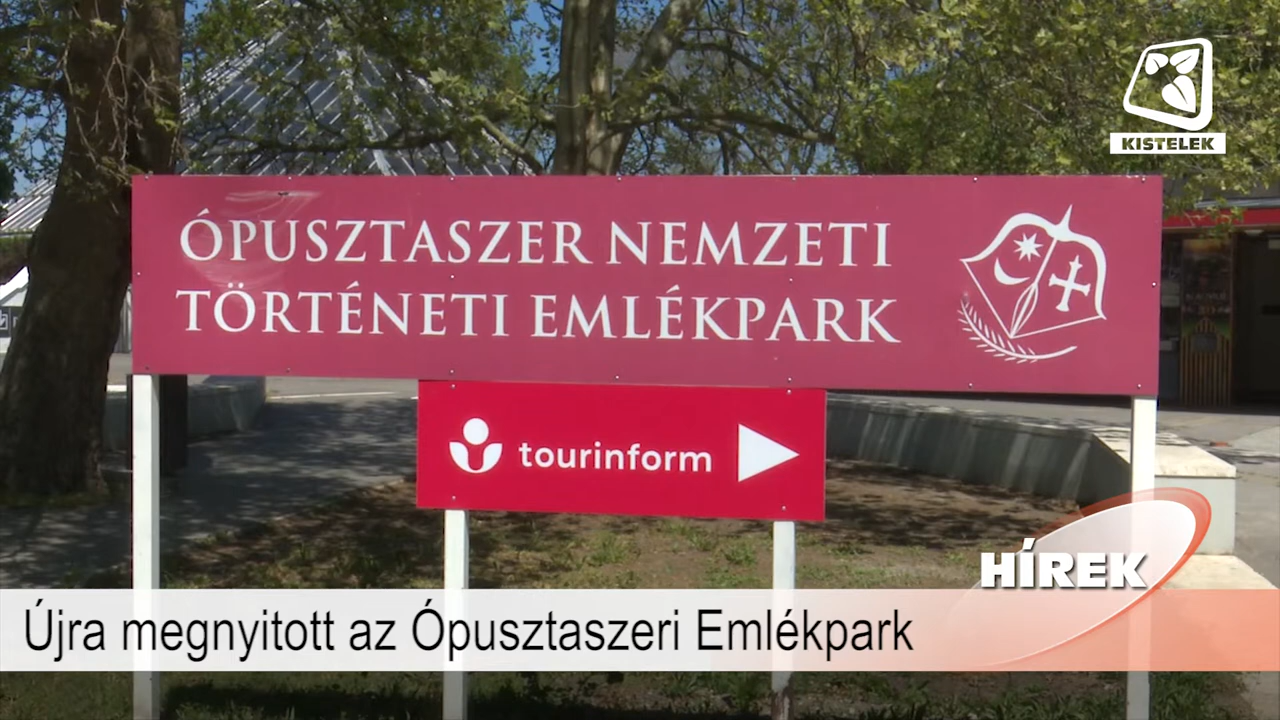 KISTELEK
ÓPUSZTASZER NEMZETI
TÖRTÉNETI EMLÉKPARK
tourinform
HÍREK
Újra megnyitott az Ópusztaszeri Emlékpark